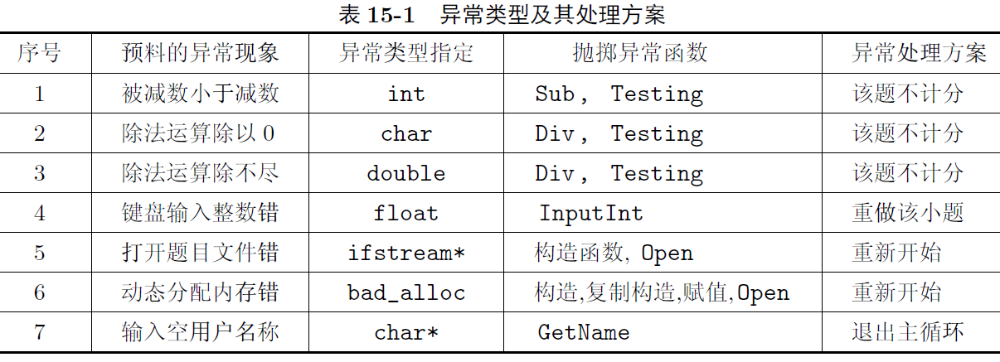 表 15-1 异常类型及其处理方案
序号 预料的异常现象 异常类型指定 抛掷异常函数 异常处理方案
1 被减数小于减数 int Sub, Testing 该题不计分
2 除法运算除以 0 char Div, Testing 该题不计分
3 除法运算除不尽 double Div, Testing 该题不计分
4 键盘输入整数错 float InputInt 重做该小题
5 打开题目文件错 ifstream* 构造函数, Open 重新开始
6 动态分配内存错 bad_alloc 构造,复制构造,赋值,Open 重新开始
7 输入空用户名称 char* GetName 退出主循环